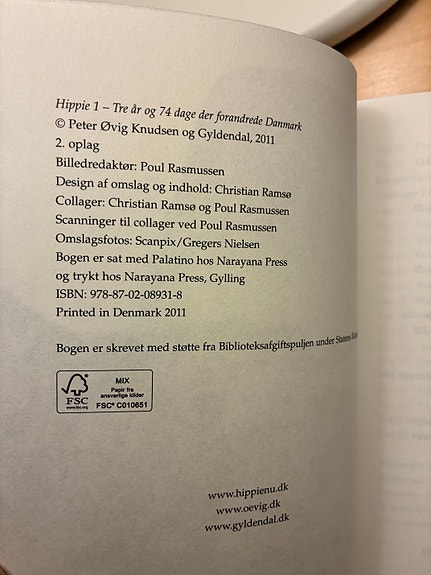 Hippie 1 – Tre år og 74 dage der forandrede Danmark
© Peter Øvig Knudsen og Gyldendal, 2011
2. oplag
Billedredaktør: Poul Rasmussen
Design af omslag og indhold: Christian Ramsø
Collager: Christian Ramsø og Poul Rasmussen
Scanninger til collager ved Poul Rasmussen
Omslagsfotos: Scanpix/Gregers Nielsen
Bogen er sat med Palatino hos Narayana Press
og trykt hos Narayana Press, Gylling
ISBN: 978-87-02-08931-8
Printed in Denmark 2011
Bogen er skrevet med støtte fra Biblioteksafgiftspuljen under Statens
FSC
www.fsc.org
MIX
Papir fra
ansvarlige kilder
FSC® C010651
www.hippienu.dk
www.oevig.dk
www.gyldendal.dk